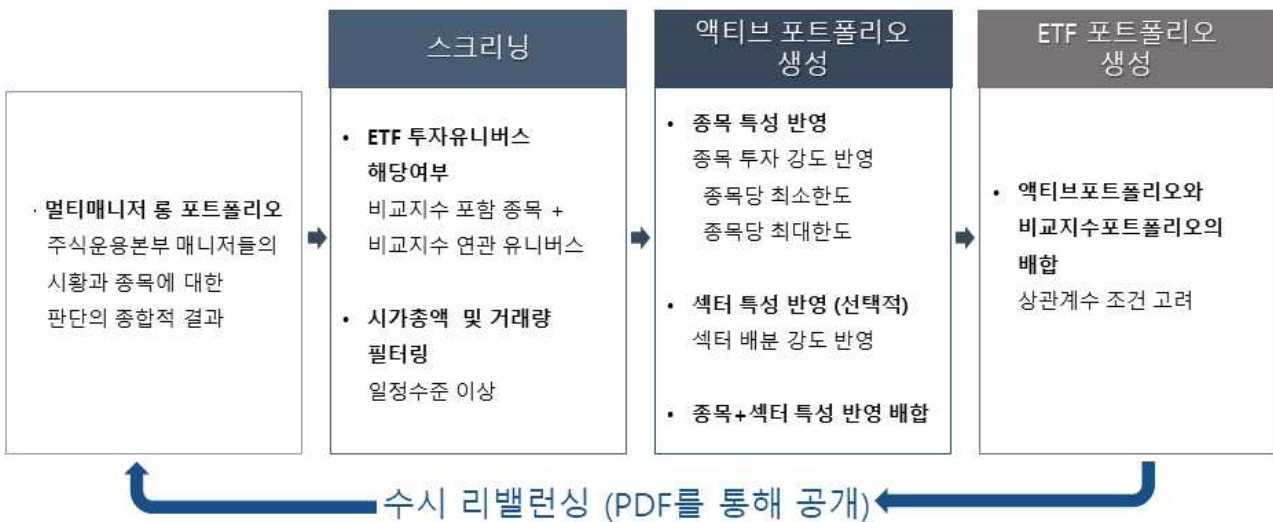 · 멀티매니저 롱 포트폴리오
주식운용본부 매니저들의
시황과 종목에 대한
판단의 종합적 결과
스크리닝
• ETF 투자유니버스
해당여부
비교지수 포함 종목 +
비교지수 연관 유니버스
• 시가총액 및 거래량
필터링
일정수준 이상
액티브 포트폴리오
생성
• 종목 특성 반영
종목 투자 강도 반영
종목당 최소한도
종목당 최대한도
• 섹터 특성 반영 (선택적)
섹터 배분 강도 반영
• 종목+섹터 특성 반영 배합
ETF 포트폴리오
생성
• 액티브포트폴리오와
비교지수포트폴리오의
배합
상관계수 조건 고려
수시 리밸런싱 (PDF를 통해 공개)